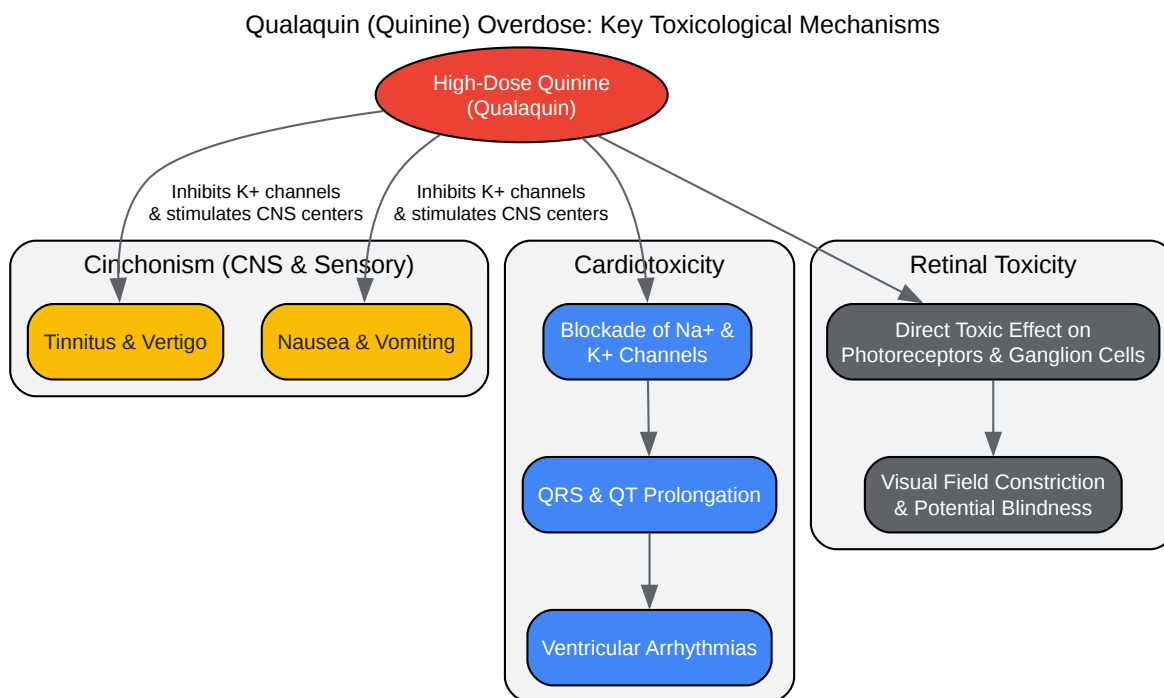 Qualaquin (Quinine) Overdose: Key Toxicological Mechanisms
High-Dose Quinine
(Qualaquin)
Inhibits K+ channels
& stimulates CNS centers
Inhibits K+ channels
& stimulates CNS centers
Cinchonism (CNS & Sensory)
Tinnitus & Vertigo
Nausea & Vomiting
Cardiotoxicity
Blockade of Na+ &
K+ Channels
QRS & QT Prolongation
Ventricular Arrhythmias
Retinal Toxicity
Direct Toxic Effect on
Photoreceptors & Ganglion Cells
Visual Field Constriction
& Potential Blindness